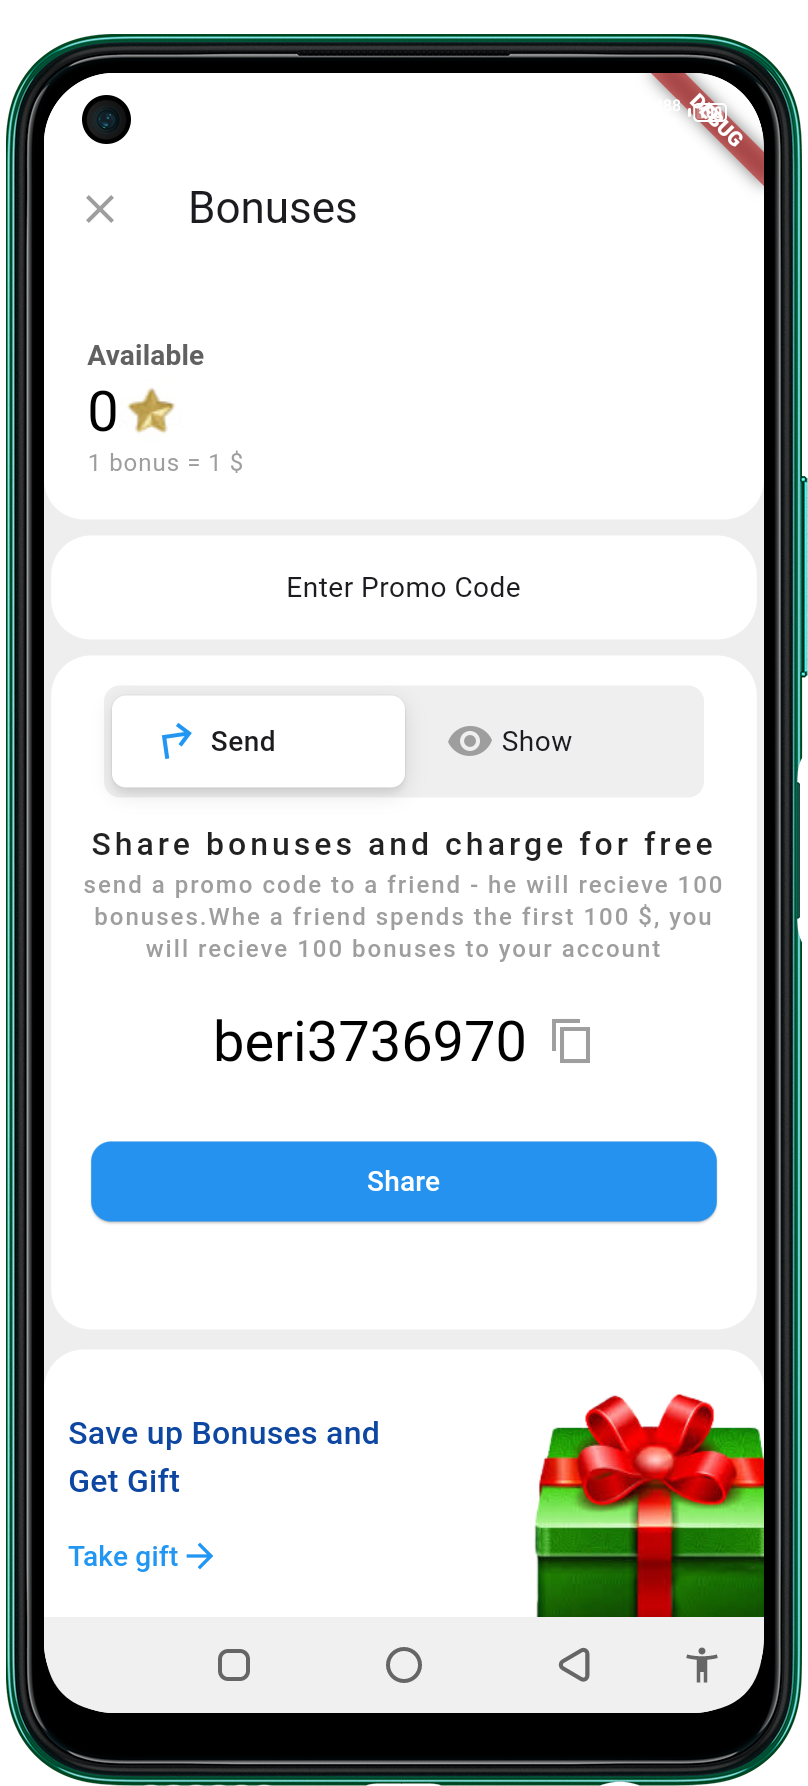 DEBUG
Bonuses
Available
0
1 bonus = 1 $
Enter Promo Code
Send
Show
Share bonuses and charge for free
send a promo code to a friend - he will recieve 100
bonuses.Whe a friend spends the first 100 $, you
will recieve 100 bonuses to your account
beri3736970
Share
Save up Bonuses and
Get Gift
Take gift